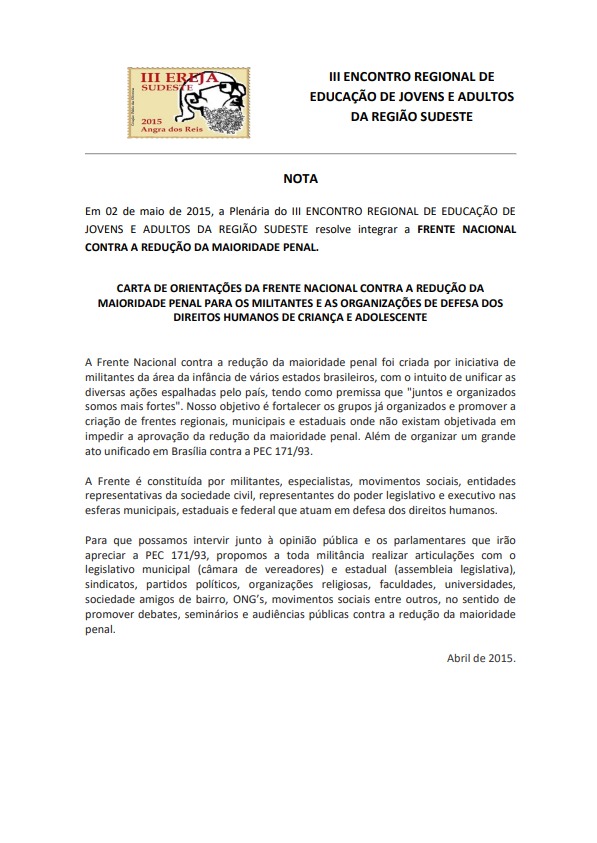 III EREJA
SUDESTE
2015
Angra dos Reis
III ENCONTRO REGIONAL DE
EDUCAÇÃO DE JOVENS E ADULTOS
DA REGIÃO SUDESTE
NOTA
Em 02 de maio de 2015, a Plenária do III ENCONTRO REGIONAL DE EDUCAÇÃO DE
JOVENS E ADULTOS DA REGIÃO SUDESTE resolve integrar a FRENTE NACIONAL
CONTRA A REDUÇÃO DA MAIORIDADE PENAL.
CARTA DE ORIENTAÇÕES DA FRENTE NACIONAL CONTRA A REDUÇÃO DA
MAIORIDADE PENAL PARA OS MILITANTES E AS ORGANIZAÇÕES DE DEFESA DOS
DIREITOS HUMANOS DE CRIANÇA E ADOLESCENTE
A Frente Nacional contra a redução da maioridade penal foi criada por iniciativa de
militantes da área da infância de vários estados brasileiros, com o intuito de unificar as
diversas ações espalhadas pelo país, tendo como premissa que "juntos e organizados
somos mais fortes". Nosso objetivo é fortalecer os grupos já organizados e promover a
criação de frentes regionais, municipais e estaduais onde não existam objetivada em
impedir a aprovação da redução da maioridade penal. Além de organizar um grande
ato unificado em Brasília contra a PEC 171/93.
A Frente é constituída por militantes, especialistas, movimentos sociais, entidades
representativas da sociedade civil, representantes do poder legislativo e executivo nas
esferas municipais, estaduais e federal que atuam em defesa dos direitos humanos.
Para que possamos intervir junto à opinião pública e os parlamentares que irão
apreciar a PEC 171/93, propomos a toda militância realizar articulações com o
legislativo municipal (câmara de vereadores) e estadual (assembleia legislativa),
sindicatos, partidos políticos, organizações religiosas, faculdades, universidades,
sociedade amigos de bairro, ONG's, movimentos sociais entre outros, no sentido de
promover debates, seminários e audiências públicas contra a redução da maioridade
penal.
Abril de 2015.